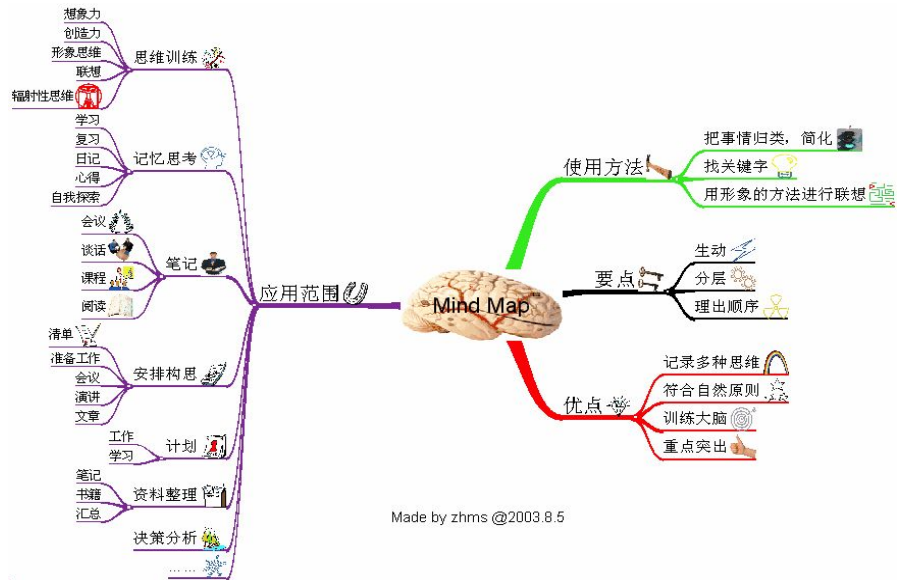 想象力
创造力
形象思维
联想
辐射性思维
思维训练
学习
复习
日记
心得
自我探索
记忆思考
会议
谈话
课程
阅读
笔记
清单
准备工作
会议
演讲
文章
安排构思
工作
学习
计划
笔记
书籍
汇总
资料整理
决策分析
……
应用范围
Mind Map
使用方法
把事情归类，简化
找关键字
用形象的方法进行联想
要点
生动
分层
理出顺序
优点
记录多种思维
符合自然原则
训练大脑
重点突出
Made by zhms @2003.8.5